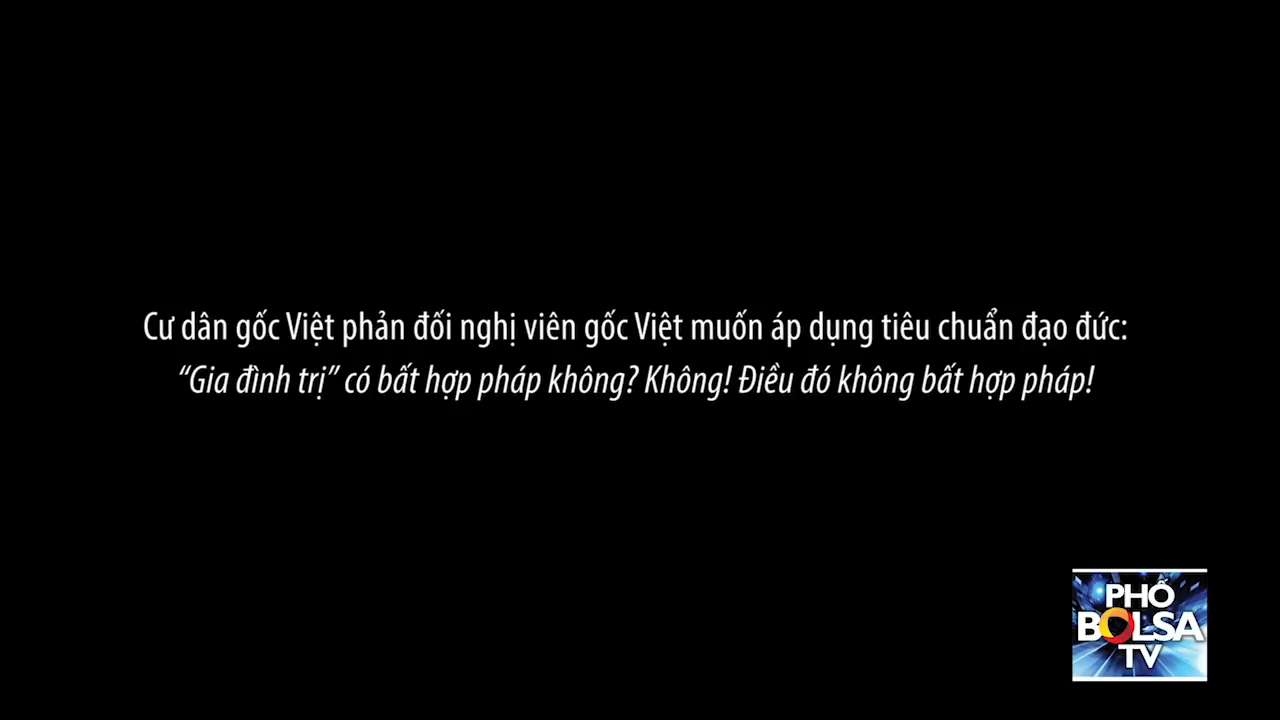 Cư dân gốc Việt phản đối nghị viên gốc Việt muốn áp dụng tiêu chuẩn đạo đức:
“Gia đình trị” có bất hợp pháp không? Không! Điều đó không bất hợp pháp!
PHỐ
BOLSA
TV